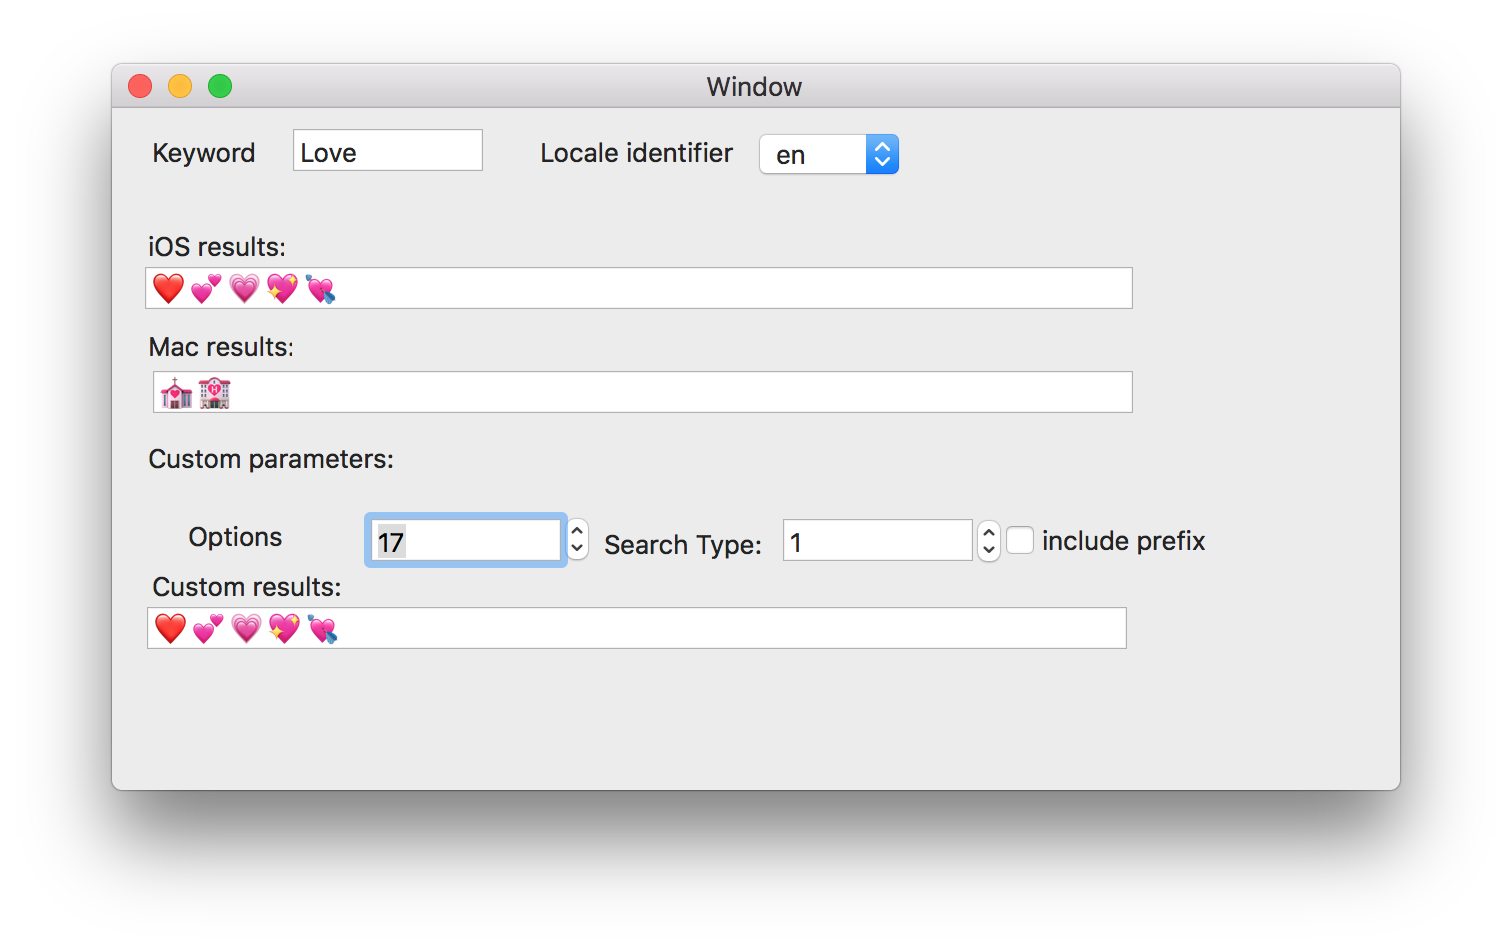 Window
Keyword Love Locale identifier en
iOS results:
❤️💕💗💖💘
Mac results:
💒🏩
Custom parameters:
Options 17 Search Type: 1 include prefix
Custom results:
❤️💕💗💖💘